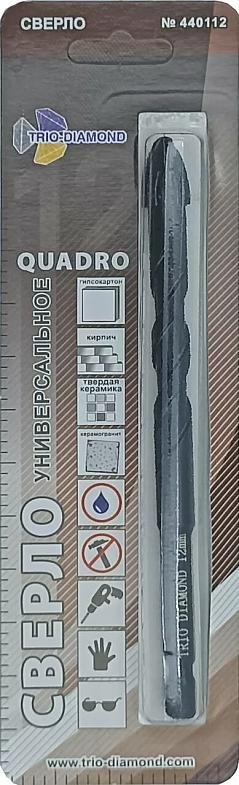 СВЕРЛО № 440112
TRIO-DIAMOND
QUADRO
СВЕРЛО
УНИВЕРСАЛЬНОЕ
гипсокартон
кирпич
твердая
керамика
керамогранит
TRIO DIAMOND 12mm
www.trio-diamond.com